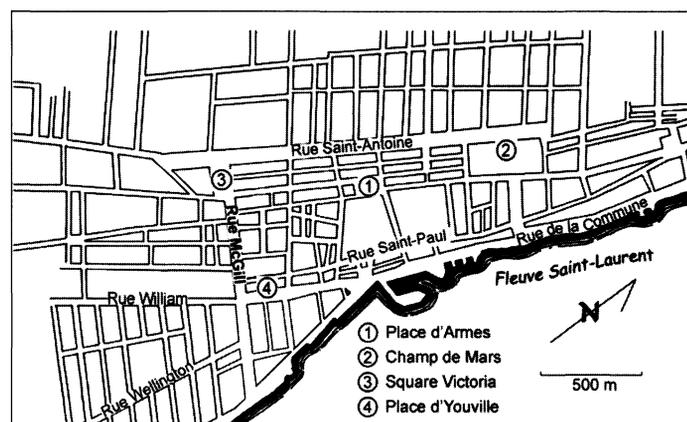 Rue Saint-Antoine
②
③
①
Rue McGill
Rue Saint-Paul
Rue de la Commune
Fleuve Saint-Laurent
④
Rue William
N
① Place d'Armes
② Champ de Mars
③ Square Victoria
④ Place d'Youville
Rue Wellington
500 m